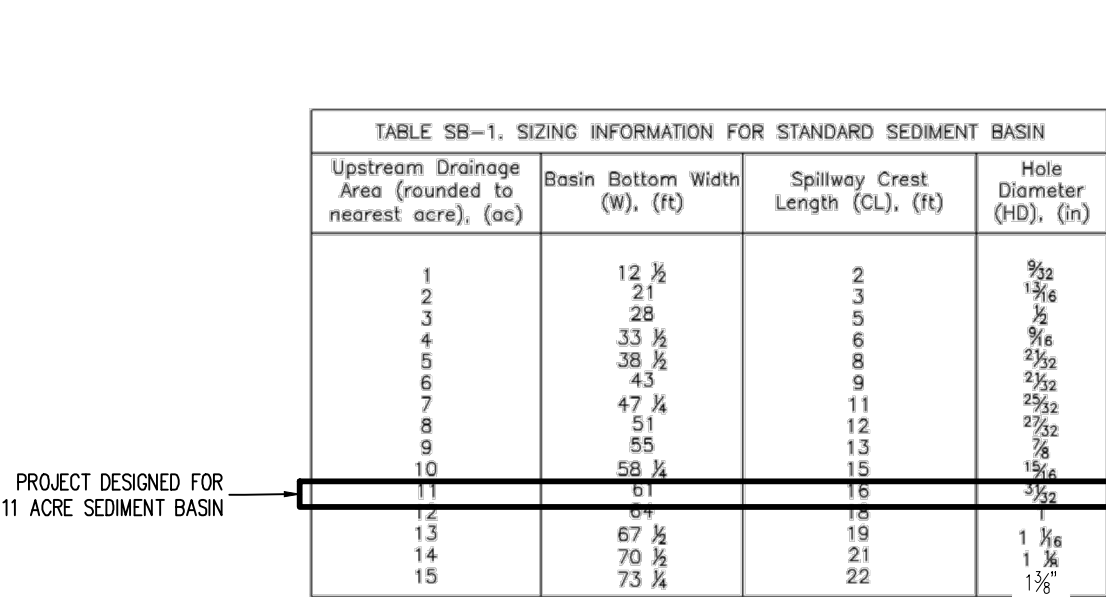 TABLE SB-1. SIZING INFORMATION FOR STANDARD SEDIMENT BASIN
Upstream Drainage Area (rounded to nearest acre), (ac) Basin Bottom Width (W), (ft) Spillway Crest Length (CL), (ft) Hole Diameter (HD), (in)
1 12 ½ 2 9/32
2 21 3 13/16
3 28 5 ½
4 33 ½ 6 9/16
5 38 ½ 8 21/32
6 43 9 21/32
7 47 ¼ 11 25/32
8 51 12 27/32
9 55 13 7/8
10 58 ¼ 15 15/16
11 61 16 31/32
12 64 18 1
13 67 ½ 19 1 1/16
14 70 ½ 21 1 1/8
15 73 ¼ 22 1 3/8"
PROJECT DESIGNED FOR
11 ACRE SEDIMENT BASIN